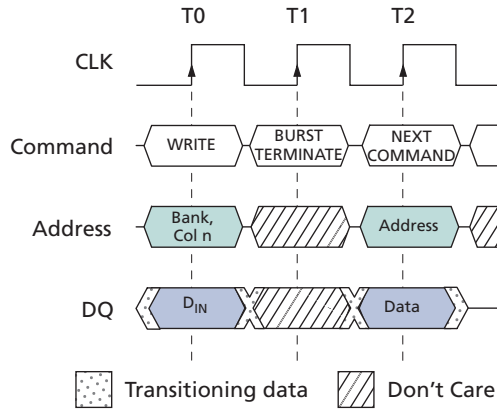 T0 T1 T2
CLK
Command WRITE BURST TERMINATE NEXT COMMAND
Address Bank, Col n Address
DQ DIN Data
Transitioning data Don't Care